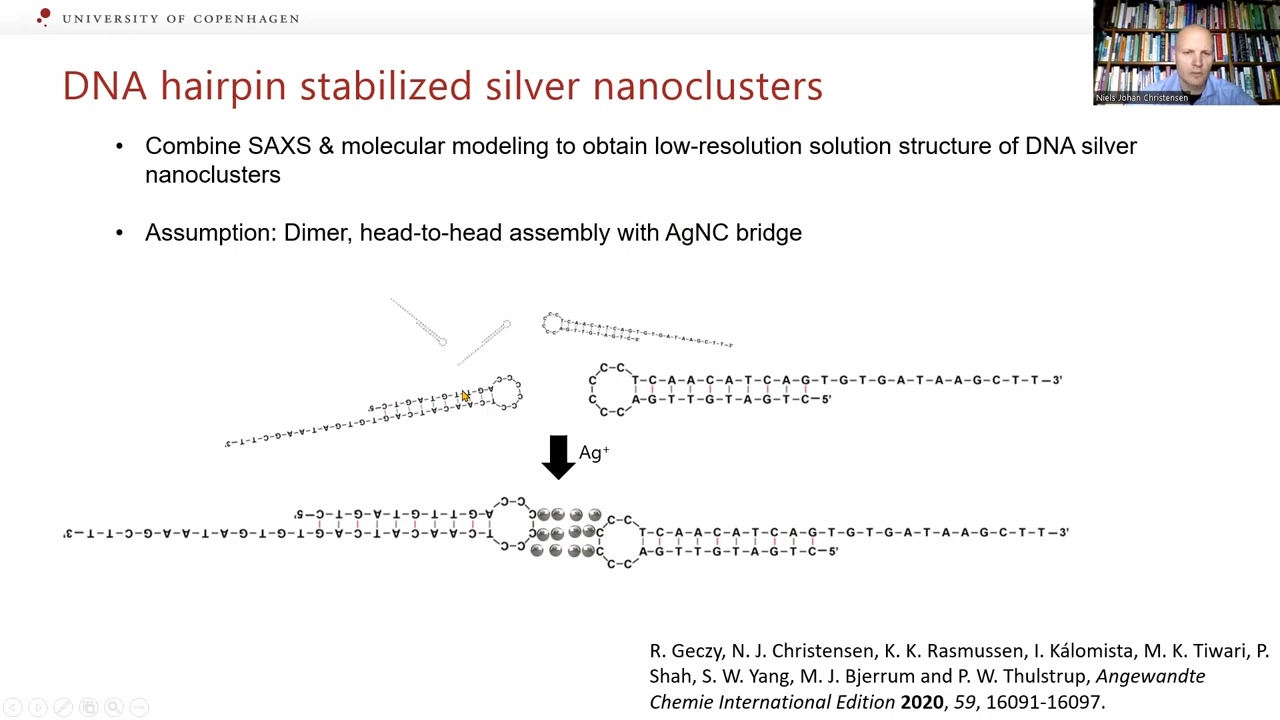 UNIVERSITY OF COPENHAGEN
Niels Johan Christensen
DNA hairpin stabilized silver nanoclusters
• Combine SAXS & molecular modeling to obtain low-resolution solution structure of DNA silver
nanoclusters
• Assumption: Dimer, head-to-head assembly with AgNC bridge
C-C
C T-C-A-A-C-A-T-C-A-G-T-G-T-G-A-T-A-A-G-C-T-T-3'
C A-G-T-T-G-T-A-G-T-C-5'
C-C
Ag⁺
5'-C-T-G-A-T-G-T-T-G-A C-C C
3'-T-T-C-G-A-A-T-A-G-T-G-T-G-A-C-T-A-C-A-A-C-T C-C C
C C-C T-C-A-A-C-A-T-C-A-G-T-G-T-G-A-T-A-A-G-C-T-T-3'
C C-C A-G-T-T-G-T-A-G-T-C-5'
R. Geczy, N. J. Christensen, K. K. Rasmussen, I. Kálomista, M. K. Tiwari, P.
Shah, S. W. Yang, M. J. Bjerrum and P. W. Thulstrup, Angewandte
Chemie International Edition 2020, 59, 16091-16097.